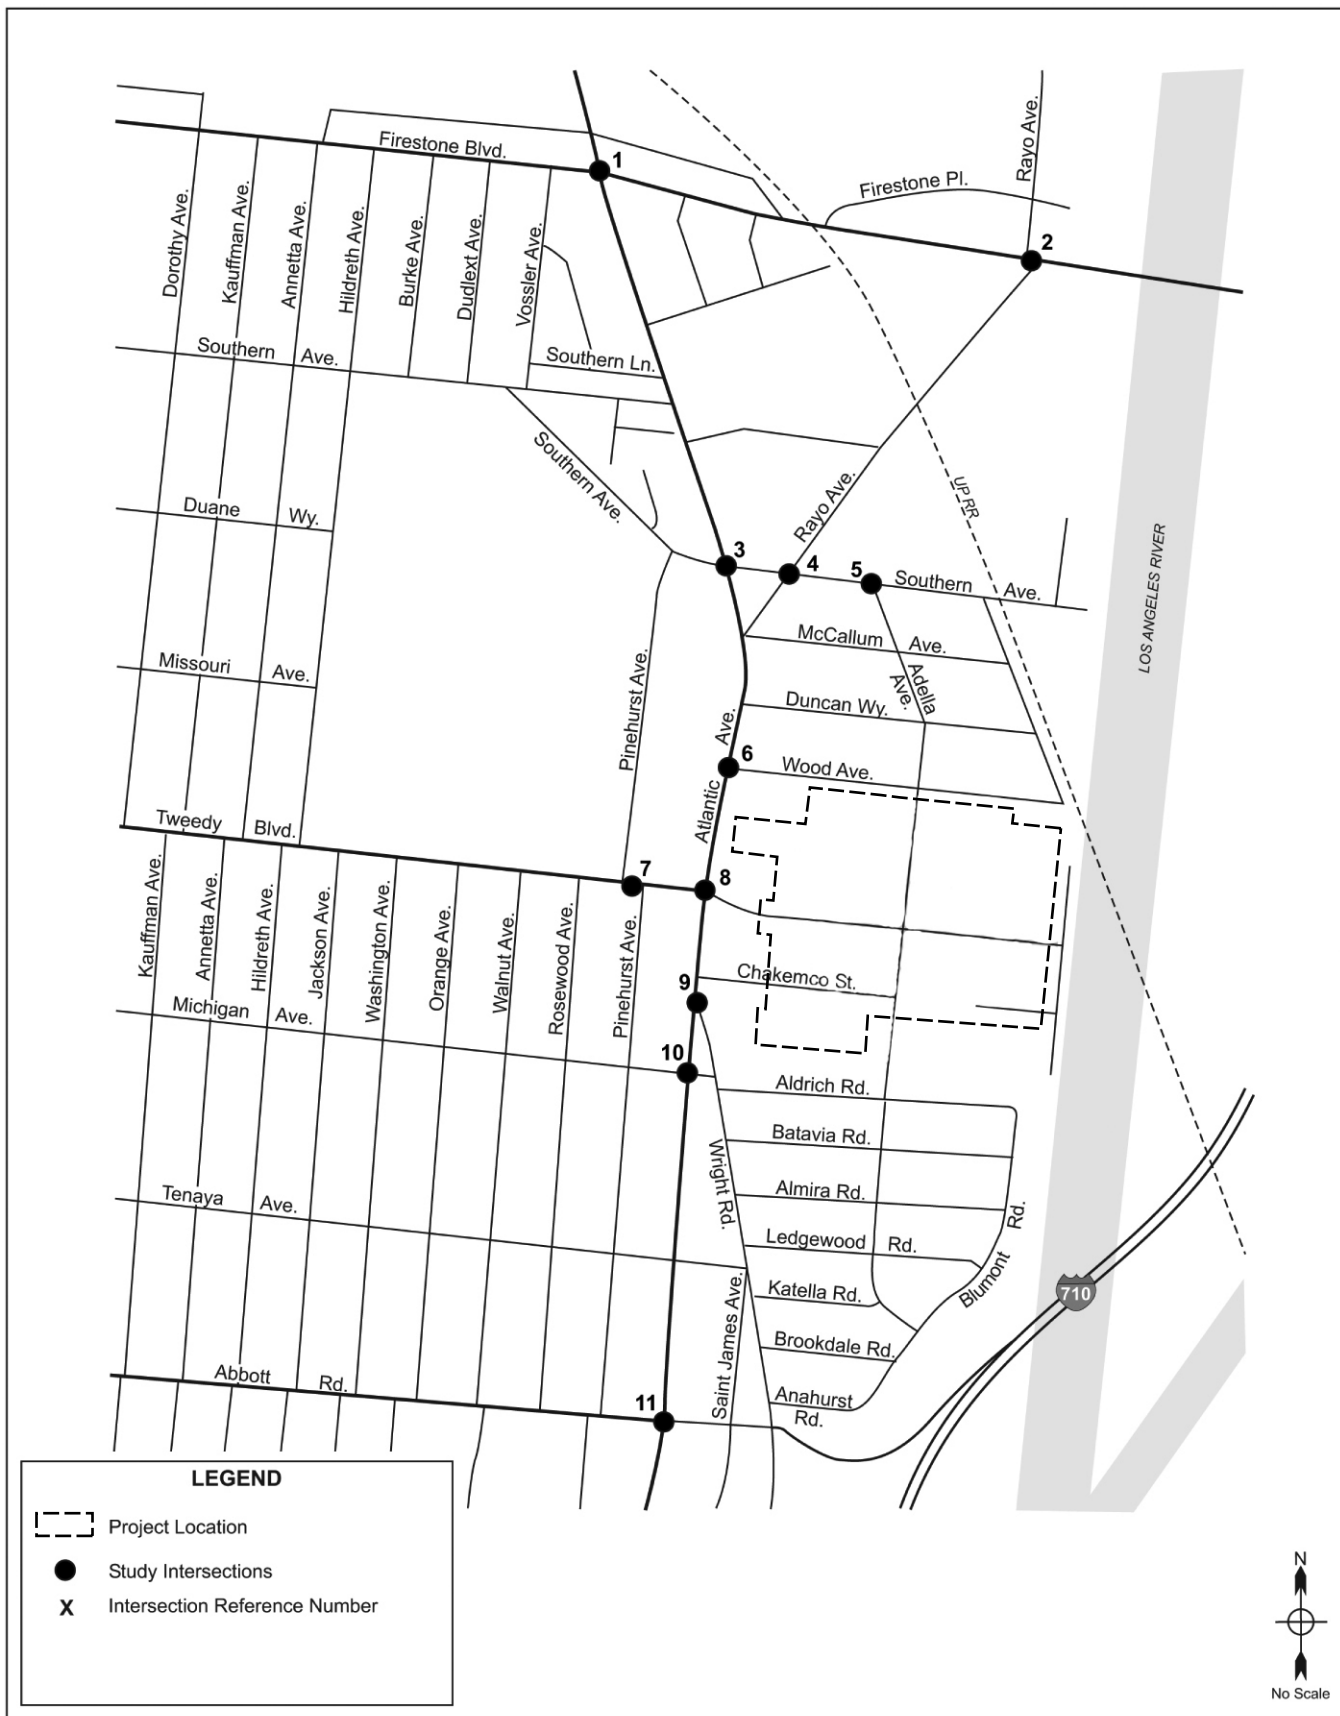 Firestone Blvd.
1
Firestone Pl.
Rayo Ave.
2
Dorothy Ave.
Kauffman Ave.
Annetta Ave.
Hildreth Ave.
Burke Ave.
Dudlext Ave.
Vossler Ave.
Southern Ave.
Southern Ln.
Southern Ave.
Rayo Ave.
UP RR
LOS ANGELES RIVER
Duane Wy.
3
4
5
Southern Ave.
McCallum Ave.
Adella
Ave.
Missouri Ave.
Pinehurst Ave.
Duncan Wy.
Atlantic Ave.
6
Wood Ave.
Tweedy Blvd.
7
8
Kauffman Ave.
Annetta Ave.
Hildreth Ave.
Jackson Ave.
Washington Ave.
Orange Ave.
Walnut Ave.
Rosewood Ave.
Pinehurst Ave.
Chakemco St.
9
Michigan Ave.
10
Aldrich Rd.
Batavia Rd.
Wright Rd.
Almira Rd.
Tenaya Ave.
Ledgewood Rd.
Blumont Rd.
Katella Rd.
710
Saint James Ave.
Brookdale Rd.
Abbott Rd.
11
Anahurst
Rd.
LEGEND
Project Location
Study Intersections
X Intersection Reference Number
N
No Scale